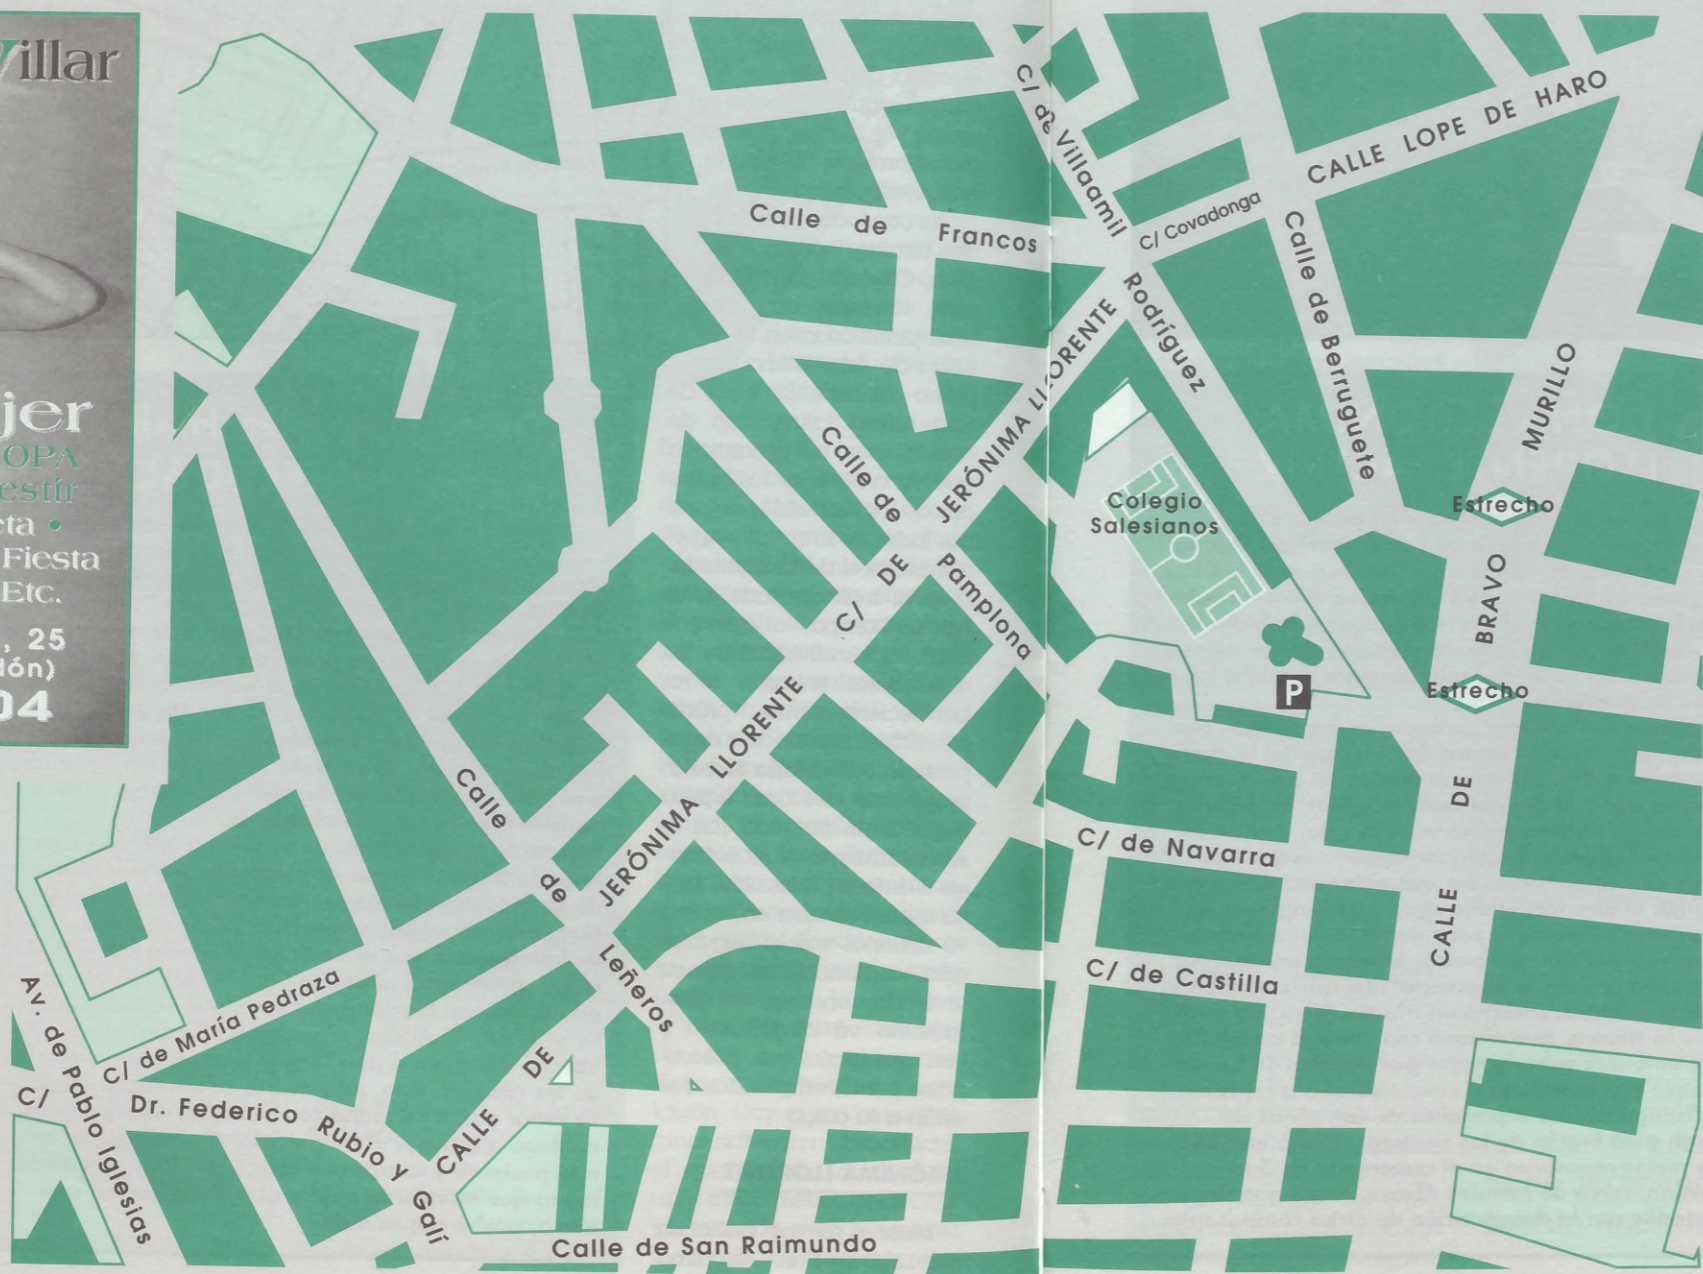 Villar
jer
OPA
estir
eta •
Fiesta
Etc.
, 25
dón)
04
C/ de Villaamil
CALLE LOPE DE HARO
C/ Covadonga
Calle de Francos Rodríguez
Calle de Berruguete
CALLE DE BRAVO MURILLO
C/ DE JERÓNIMA LLORENTE
Calle de Pamplona
Colegio
Salesianos
Estrecho
Estrecho
P
JERÓNIMA LLORENTE
CALLE DE
Calle de Leñeros
C/ de Navarra
C/ de Castilla
C/ de María Pedraza
Av. de Pablo Iglesias
C/ Dr. Federico Rubio y Galí
Calle de San Raimundo